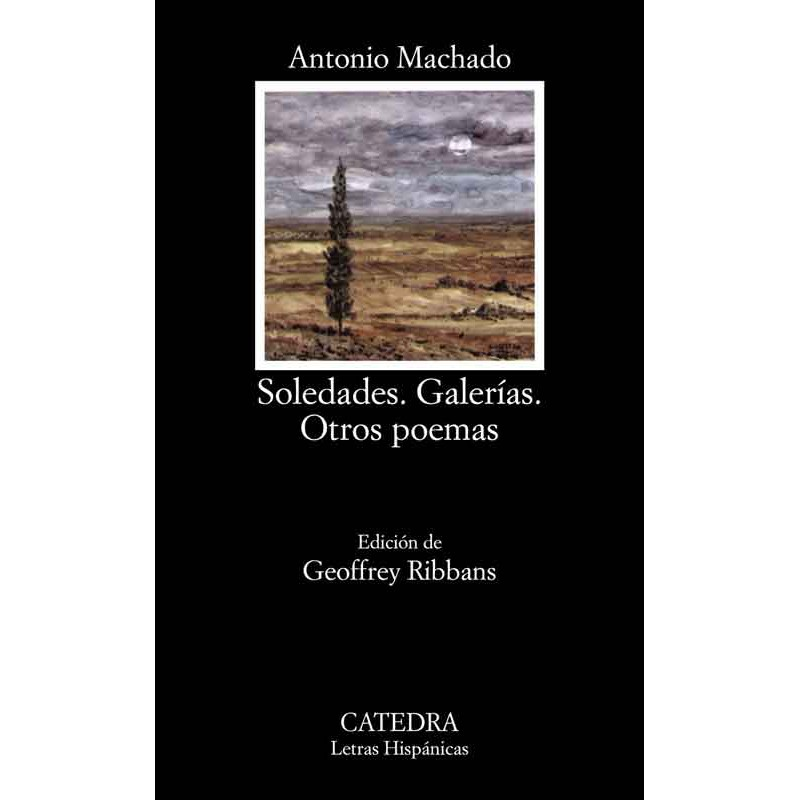 Antonio Machado
Soledades. Galerías.
Otros poemas
Edición de
Geoffrey Ribbans
CATEDRA
Letras Hispánicas